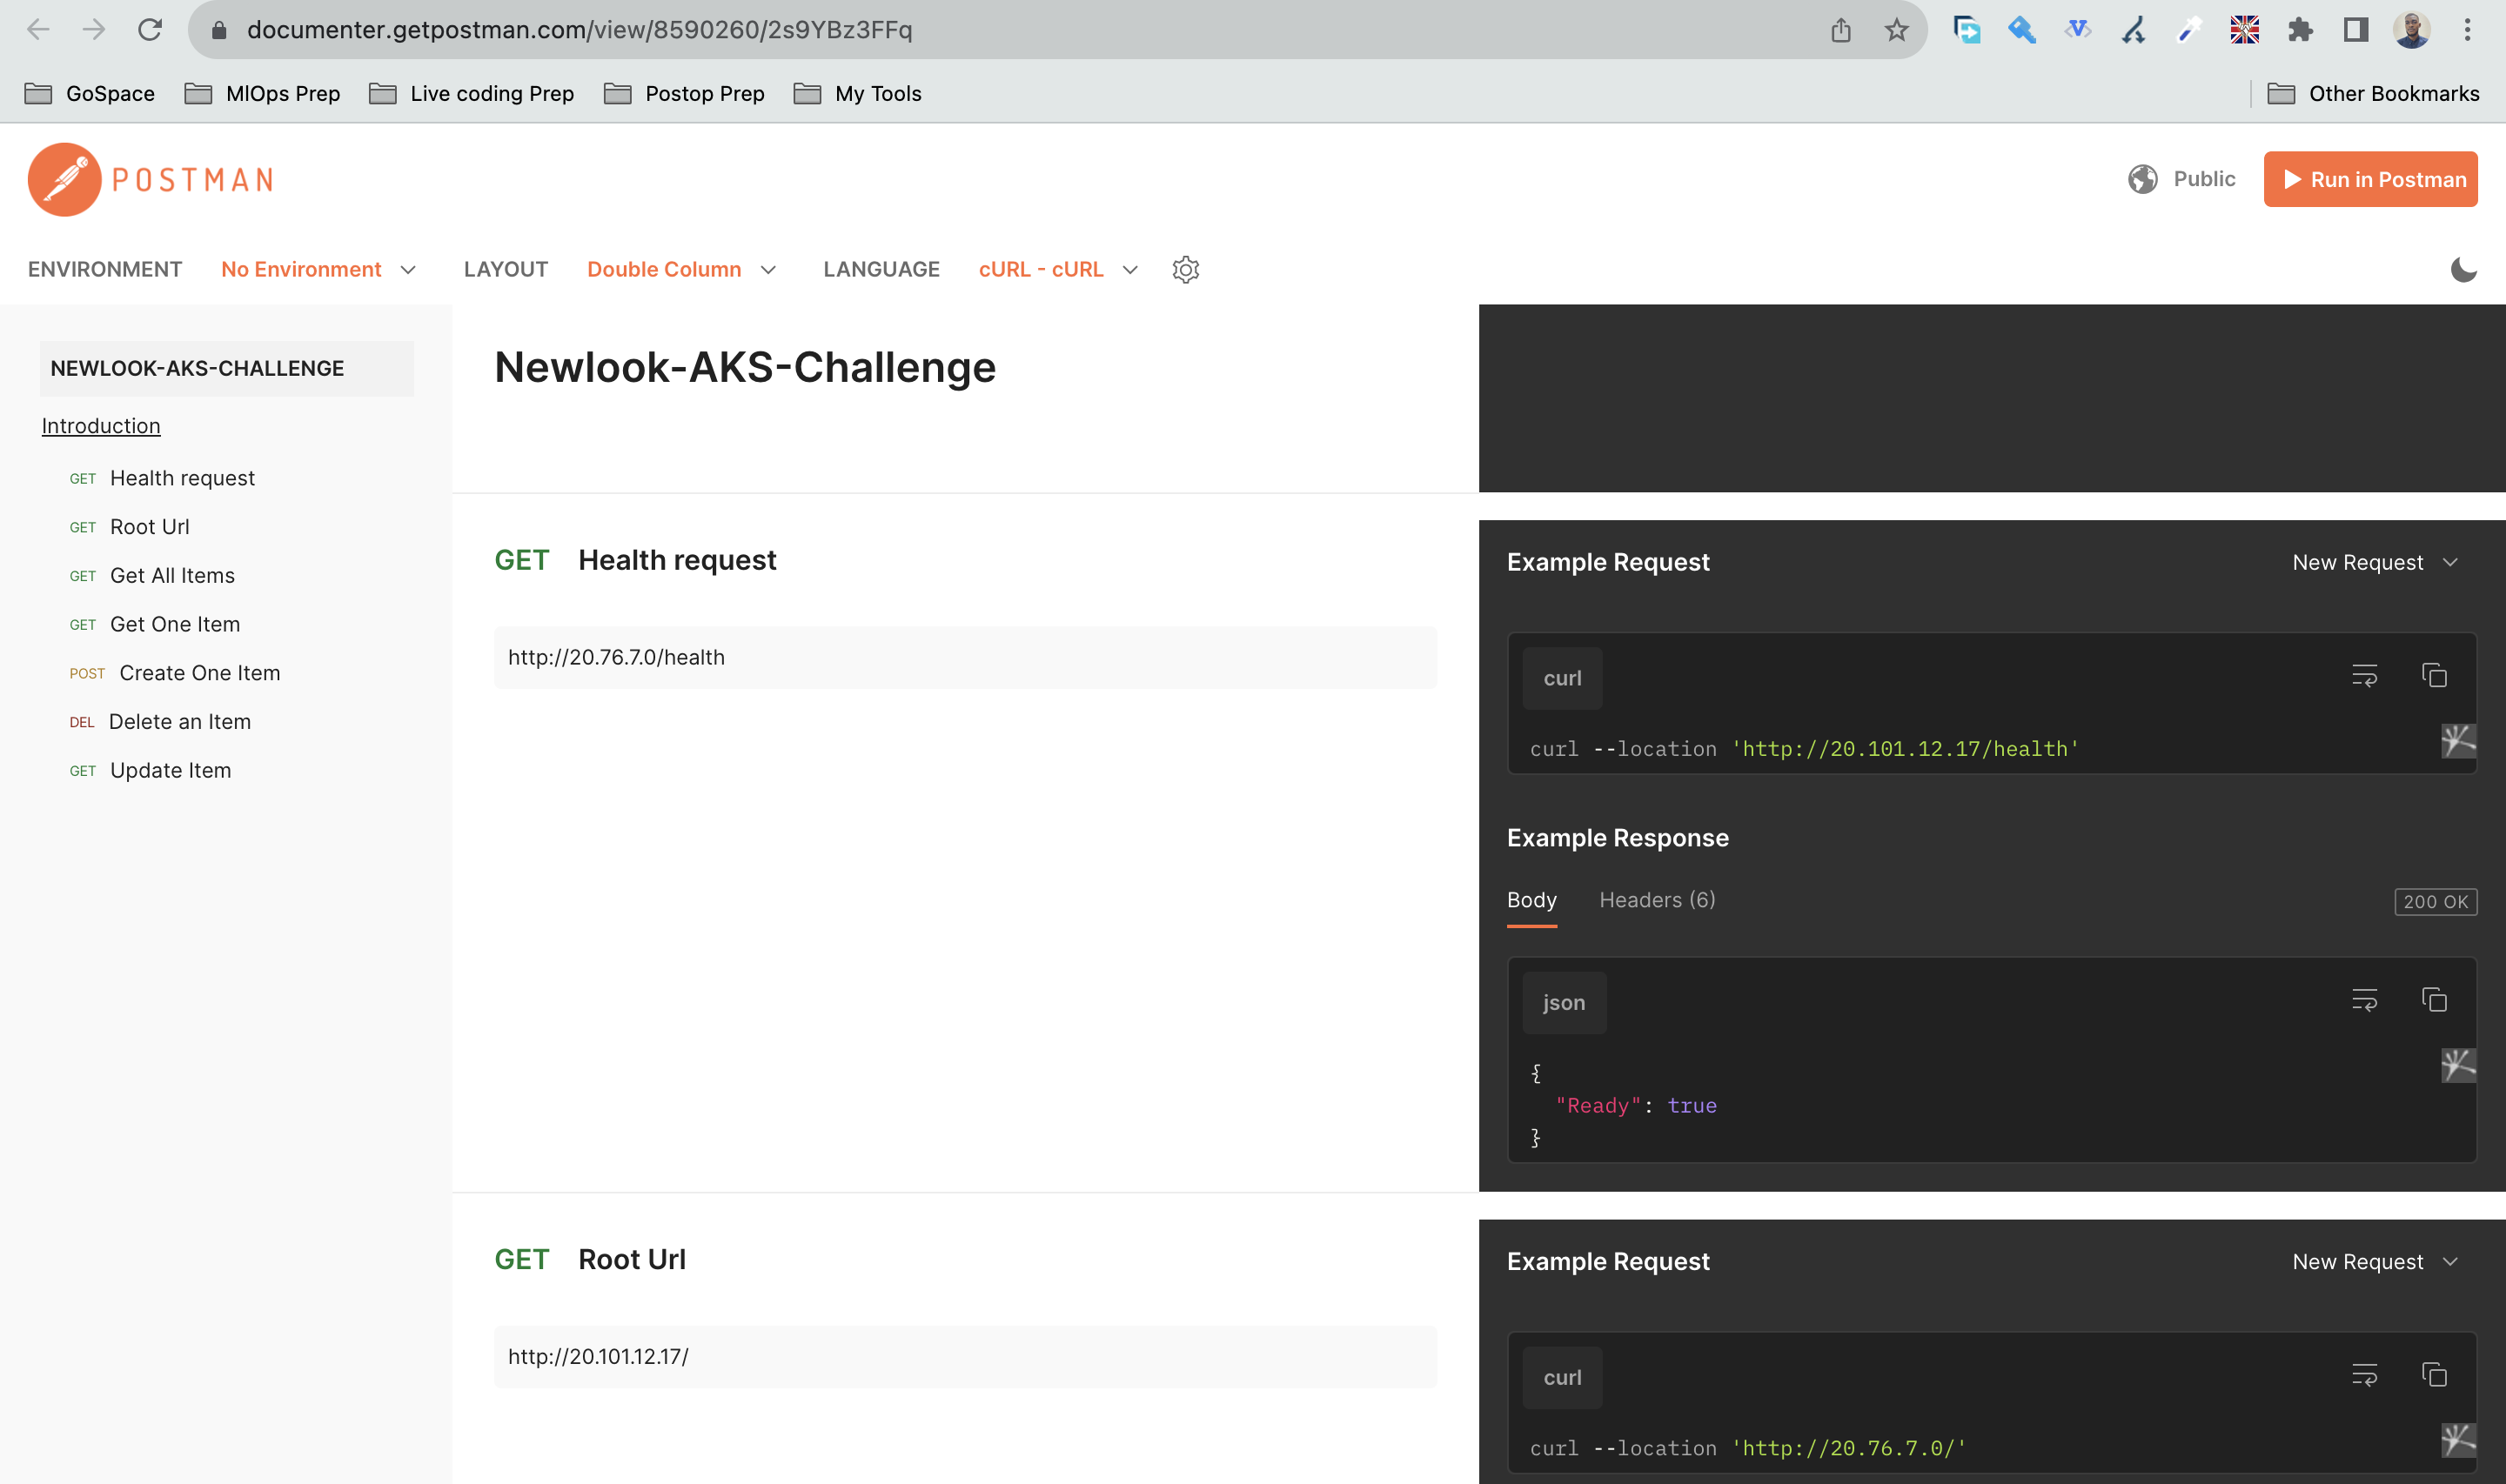 documenter.getpostman.com/view/8590260/2s9YBz3FFq
GoSpace
MlOps Prep
Live coding Prep
Postop Prep
My Tools
Other Bookmarks
POSTMAN
Public
Run in Postman
ENVIRONMENT
No Environment
LAYOUT
Double Column
LANGUAGE
cURL - cURL
NEWLOOK-AKS-CHALLENGE
Introduction
GET Health request
GET Root Url
GET Get All Items
GET Get One Item
POST Create One Item
DEL Delete an Item
GET Update Item
Newlook-AKS-Challenge
GET Health request
http://20.76.7.0/health
Example Request
New Request
curl
curl --location 'http://20.101.12.17/health'
Example Response
Body
Headers (6)
200 OK
json
{
"Ready": true
}
GET Root Url
http://20.101.12.17/
Example Request
New Request
curl
curl --location 'http://20.76.7.0/'